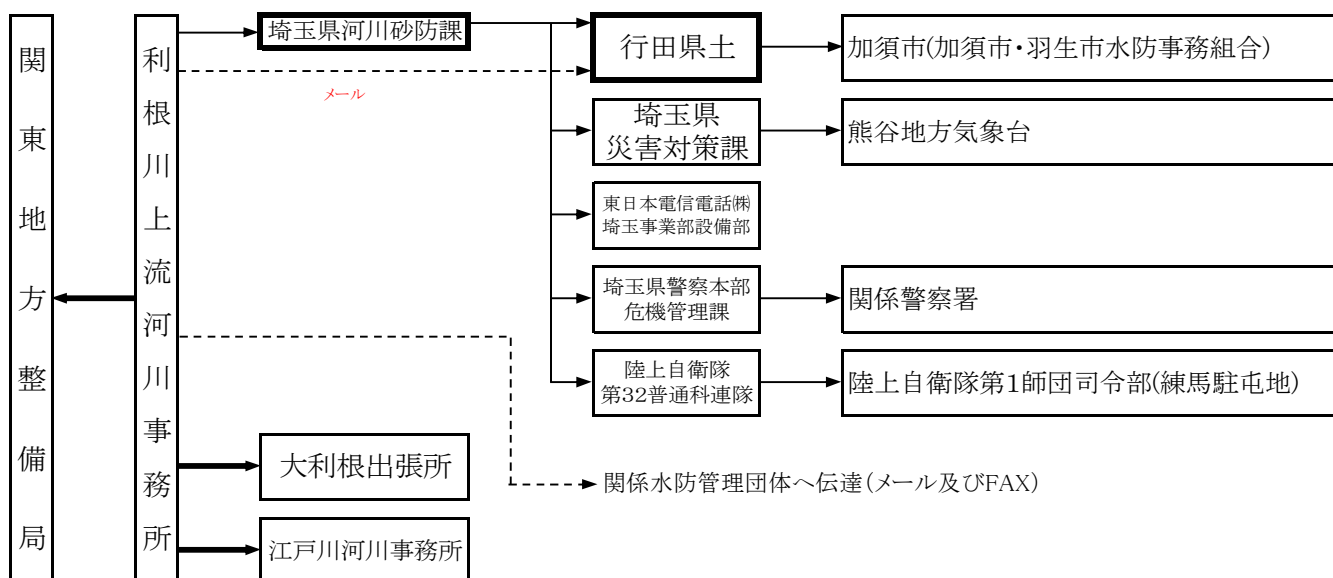 関東地方整備局
利根川上流河川事務所
埼玉県河川砂防課
メール
行田県土
加須市(加須市・羽生市水防事務組合)
埼玉県
災害対策課
熊谷地方気象台
東日本電信電話㈱
埼玉事業部設備部
埼玉県警察本部
危機管理課
関係警察署
陸上自衛隊
第32普通科連隊
陸上自衛隊第1師団司令部(練馬駐屯地)
大利根出張所
関係水防管理団体へ伝達(メール及びFAX)
江戸川河川事務所